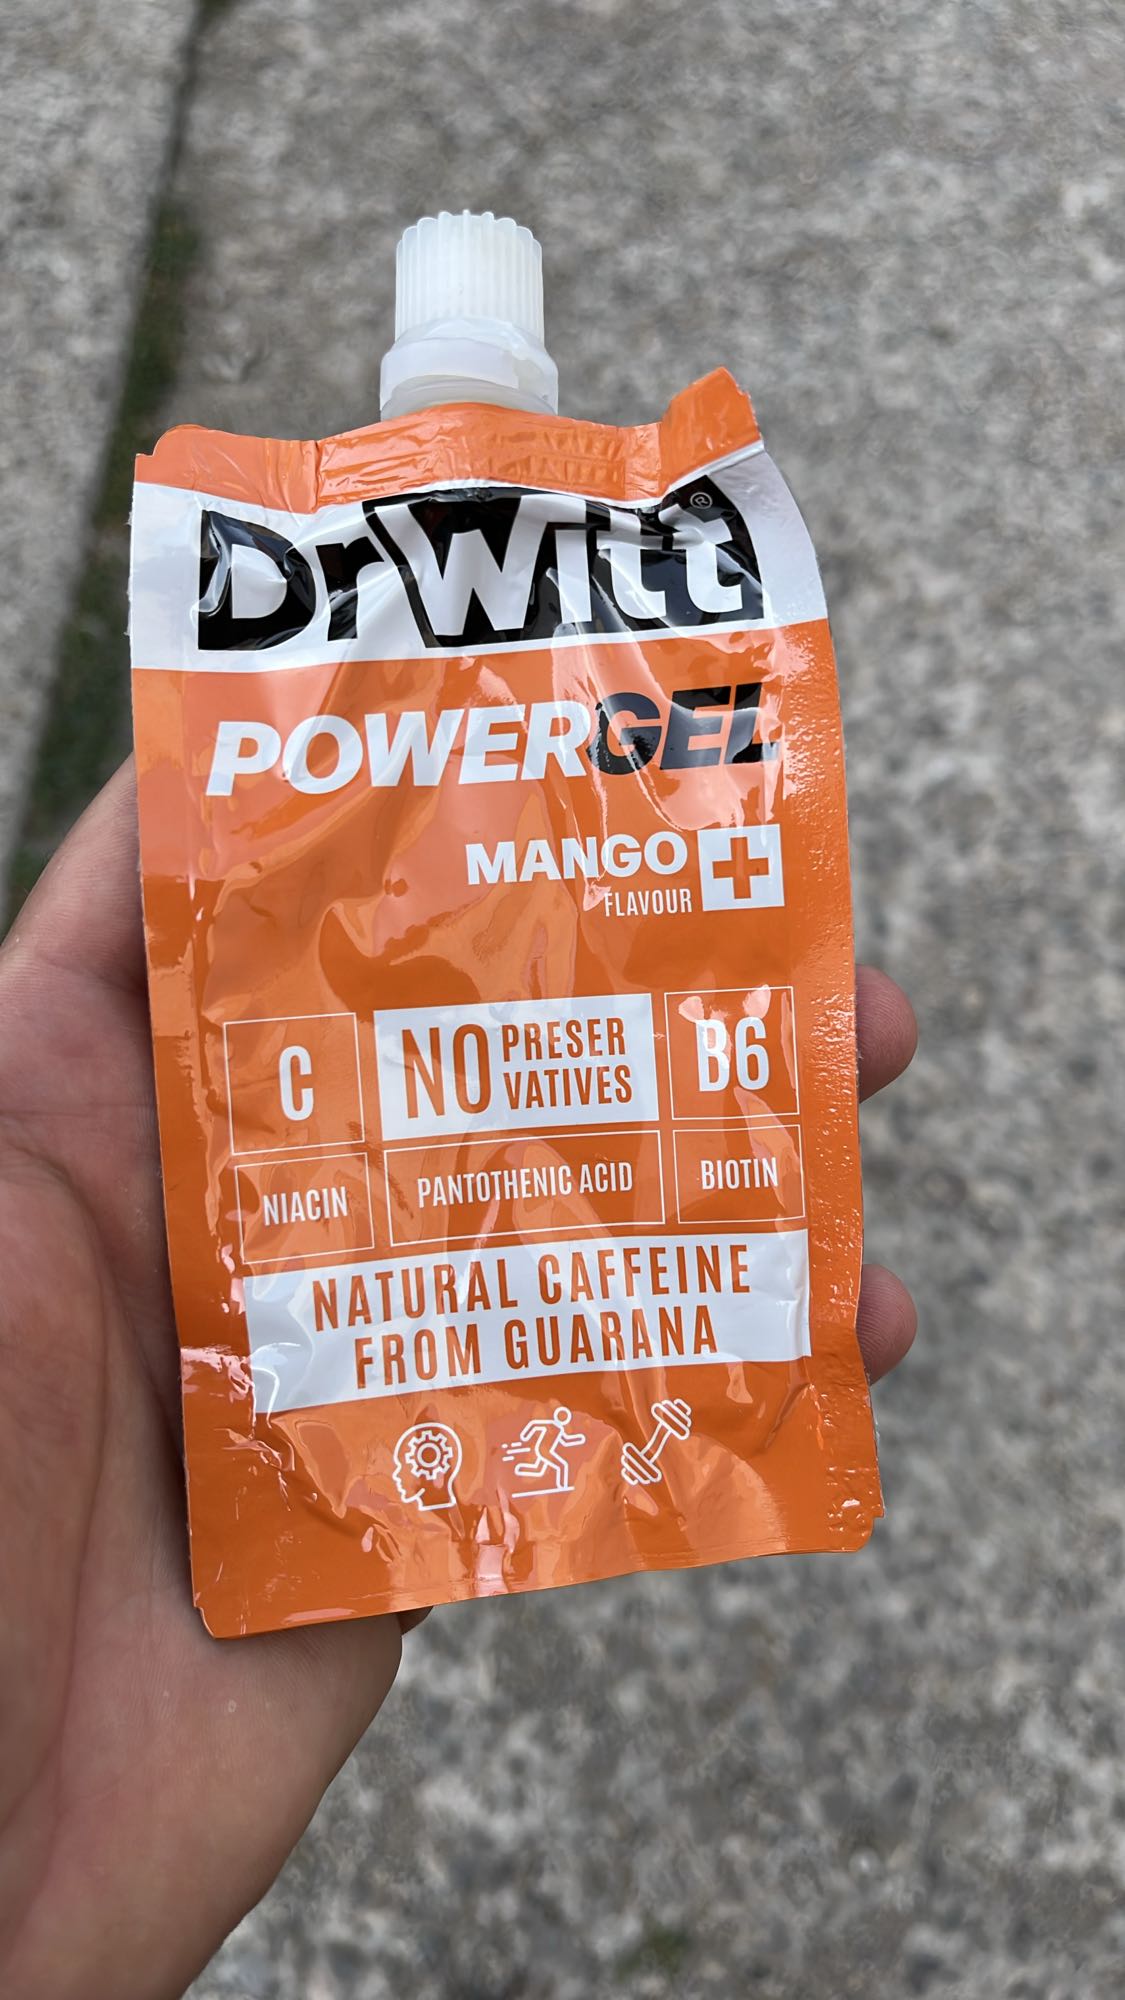 DrWitt®
POWERGEL
MANGO
FLAVOUR
C
NO PRESER
VATIVES
B6
NIACIN
PANTOTHENIC ACID
BIOTIN
NATURAL CAFFEINE
FROM GUARANA